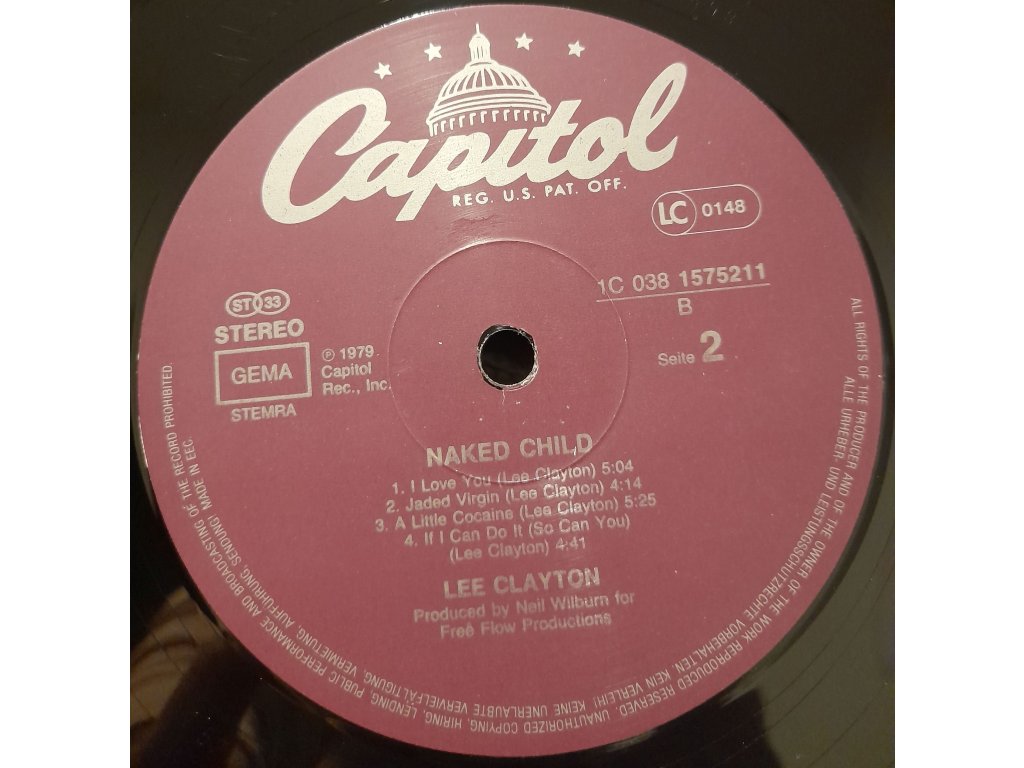 Capitol
REG. U.S. PAT. OFF.
LC 0148
1C 038 1575211
B
Seite 2
ST 33
STEREO
GEMA
STEMRA
℗ 1979
Capitol
Rec., Inc.
NAKED CHILD
1. I Love You (Lee Clayton) 5:04
2. Jaded Virgin (Lee Clayton) 4:14
3. A Little Cocaine (Lee Clayton) 5:25
4. If I Can Do It (So Can You)
(Lee Clayton) 4:41
LEE CLAYTON
Produced by Neil Wilburn for
Free Flow Productions
ALL RIGHTS OF THE PRODUCER AND OF THE OWNER OF THE WORK REPRODUCED RESERVED. UNAUTHORIZED COPYING, HIRING, LENDING, PUBLIC PERFORMANCE AND BROADCASTING OF THE RECORD PROHIBITED.
ALLE URHEBER- UND LEISTUNGSSCHUTZRECHTE VORBEHALTEN. KEIN VERLEIH! KEINE UNERLAUBTE VERVIELFÄLTIGUNG, VERMIETUNG, AUFFÜHRUNG, SENDUNG. MADE IN EEC.